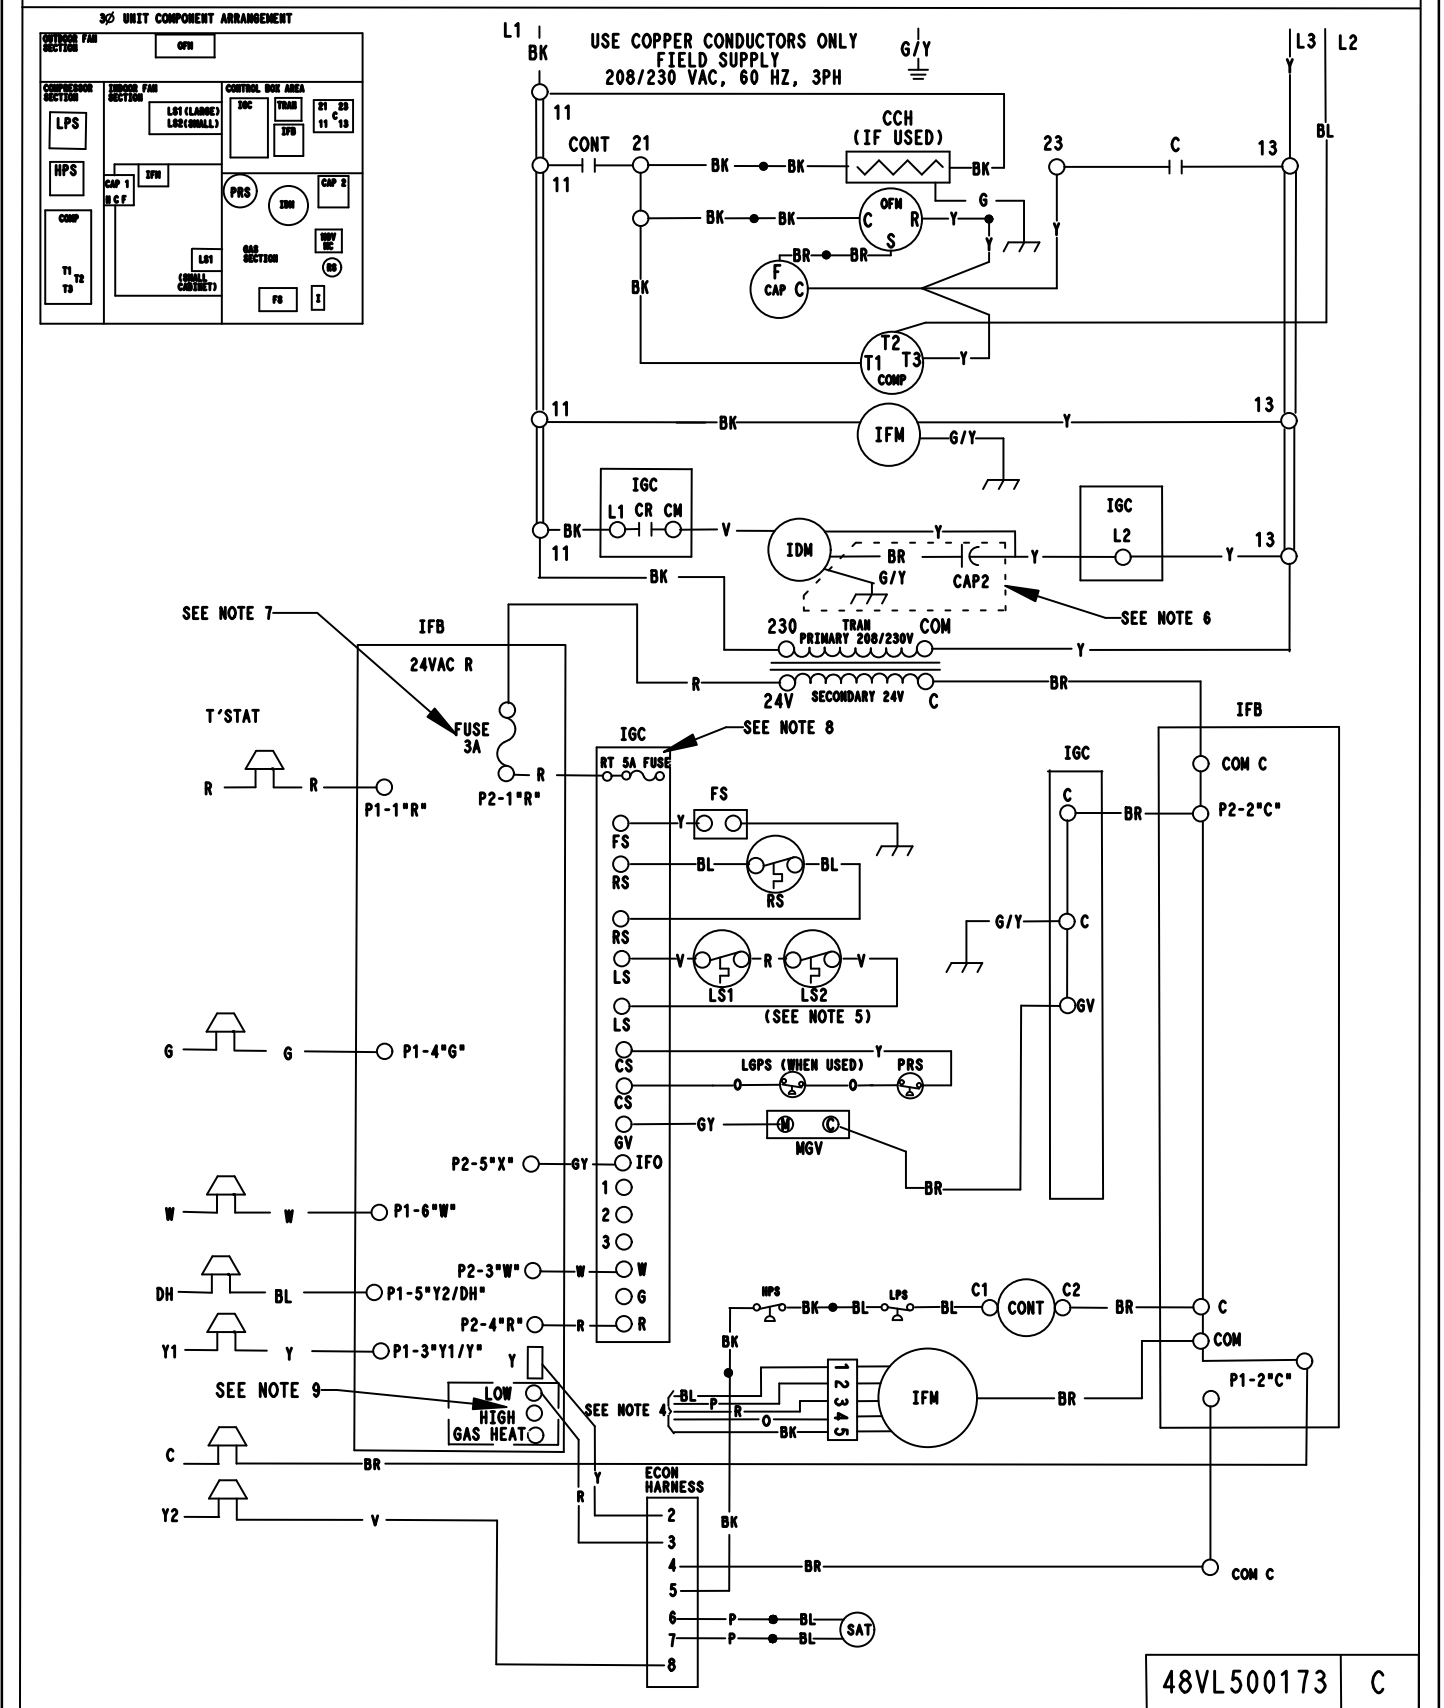 3Ø UNIT COMPONENT ARRANGEMENT
OUTDOOR FAN
SECTION
OFM
COMPRESSOR
SECTION
INDOOR FAN
SECTION
CONTROL BOX AREA
LPS
LS1 (LARGE)
LS2(SMALL)
IGC
TRAN
IFB
21 23
C
11 13
HPS
CAP 1
H C F
IFM
PRS
IDM
CAP 2
COMP
T1
T2
T3
LS1
(SMALL
CABINET)
GAS
SECTION
RS
FS
I
L1
BK
USE COPPER CONDUCTORS ONLY
FIELD SUPPLY
208/230 VAC, 60 HZ, 3PH
G/Y
L3
L2
Y
BL
11
CONT
21
11
BK
BK
CCH
(IF USED)
BK
23
C
13
G
BK
BK
C
OFM
R
S
Y
Y
Y
BR
BR
F
CAP C
BK
T2
T1
T3
COMP
Y
11
BK
IFM
G/Y
Y
13
IGC
L1 CR CM
BK
11
V
IDM
Y
BR
G/Y
CAP2
Y
IGC
L2
Y
13
BK
SEE NOTE 6
SEE NOTE 7
IFB
24VAC R
230
TRAN
PRIMARY 208/230V
COM
Y
R
24V
SECONDARY 24V
C
BR
T'STAT
FUSE
3A
IGC
SEE NOTE 8
RT 5A FUSE
IFB
IGC
COM C
R
R
P1-1"R"
R
P2-1"R"
FS
Y
FS
C
BR
P2-2"C"
RS
BL
BL
RS
RS
G/Y
C
LS
V
LS1
R
LS2
V
LS
(SEE NOTE 5)
GV
G
G
P1-4"G"
CS
Y
LGPS (WHEN USED)
PRS
CS
O
O
GV
GY
M
C
MGV
BR
P2-5"X"
GY
IFO
1
2
3
W
W
P1-6"W"
P2-3"W"
W
W
DH
BL
P1-5"Y2/DH"
G
P2-4"R"
R
R
HPS
BK
BL
LPS
BL
C1
CONT
C2
BR
C
COM
BK
Y1
Y
P1-3"Y1/Y"
Y
SEE NOTE 9
LOW
HIGH
GAS HEAT
SEE NOTE 4
BL
P
R
O
BK
1
2
3
4
5
IFM
BR
P1-2"C"
C
BR
Y
R
ECON
HARNESS
Y2
V
2
BK
3
4
BR
COM C
5
6
P
BL
SAT
7
P
BL
8
48VL500173
C